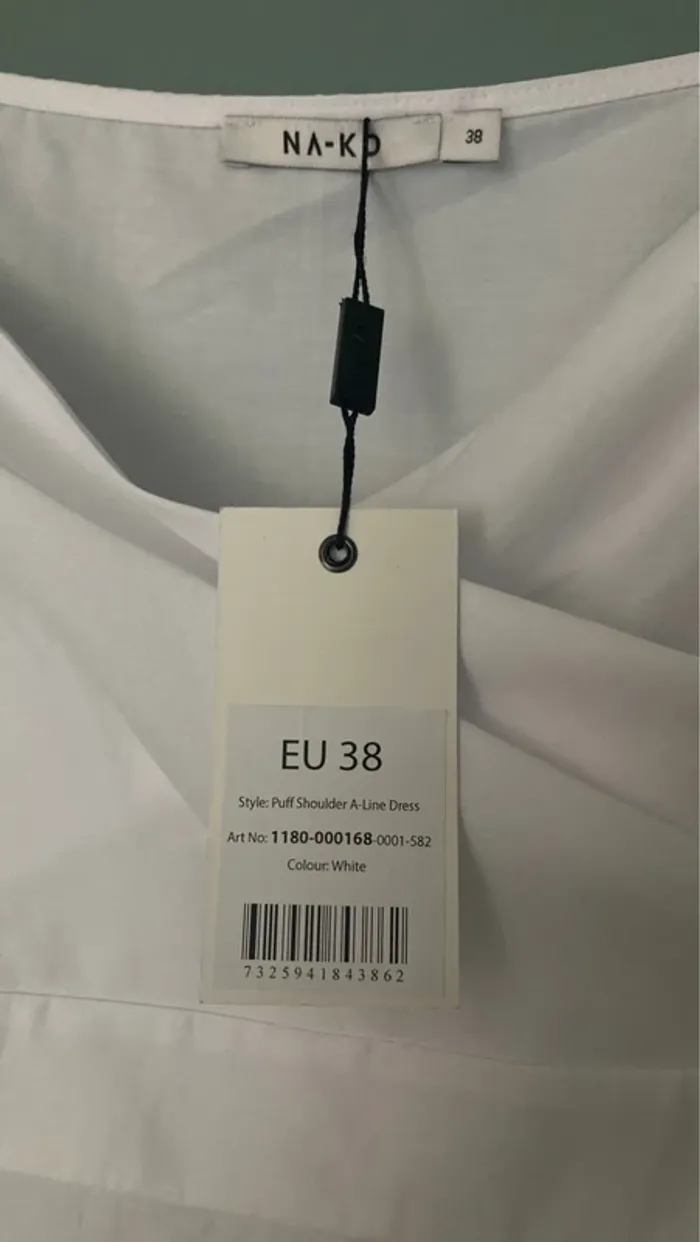 NA-KD
38
EU 38
Style: Puff Shoulder A-Line Dress
Art No: 1180-000168-0001-582
Colour: White
7325941843862